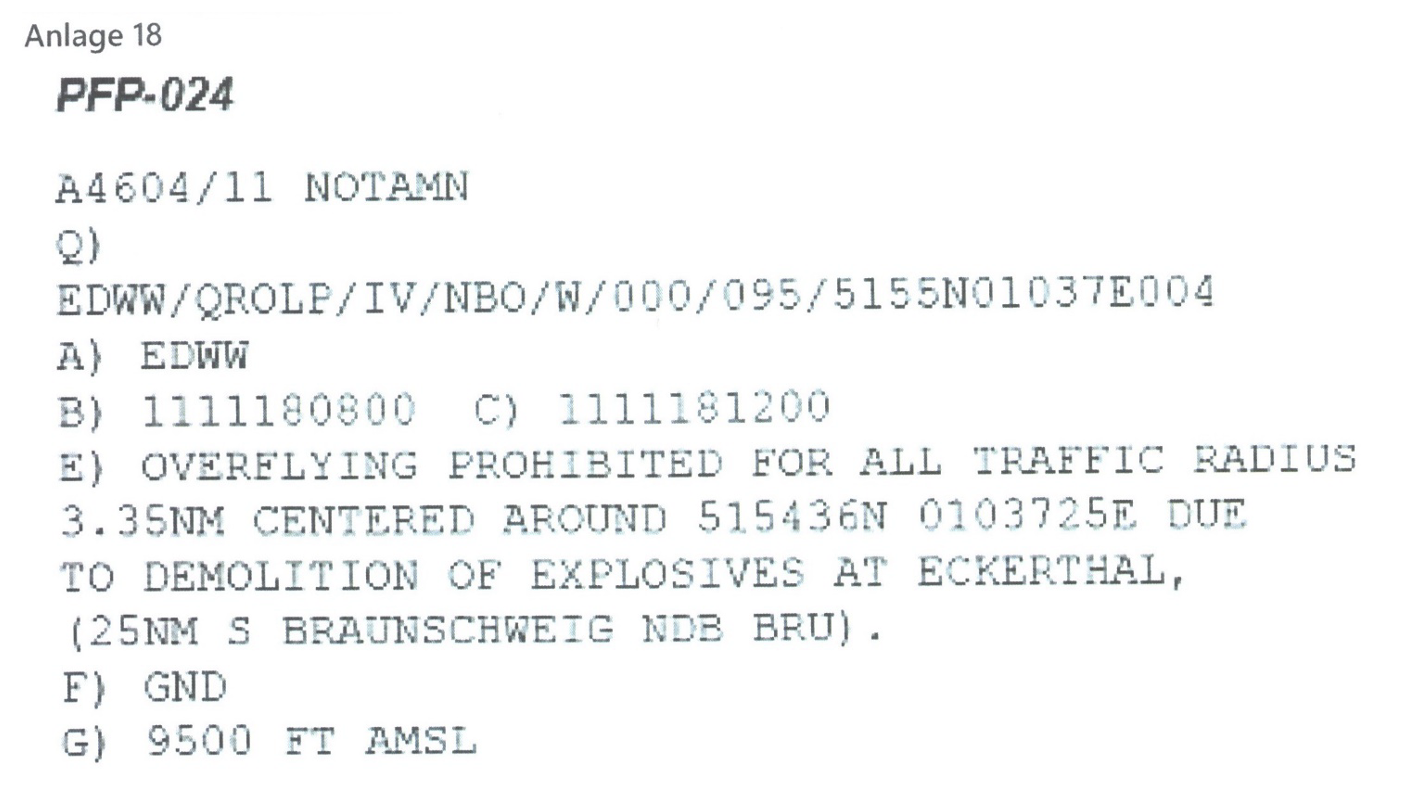 Anlage 18
PFP-024
A4604/11 NOTAMN
Q)
EDWW/QROLP/IV/NBO/W/000/095/5155N01037E004
A) EDWW
B) 1111180800 C) 1111181200
E) OVERFLYING PROHIBITED FOR ALL TRAFFIC RADIUS
3.35NM CENTERED AROUND 515436N 0103725E DUE
TO DEMOLITION OF EXPLOSIVES AT ECKERTHAL,
(25NM S BRAUNSCHWEIG NDB BRU).
F) GND
G) 9500 FT AMSL